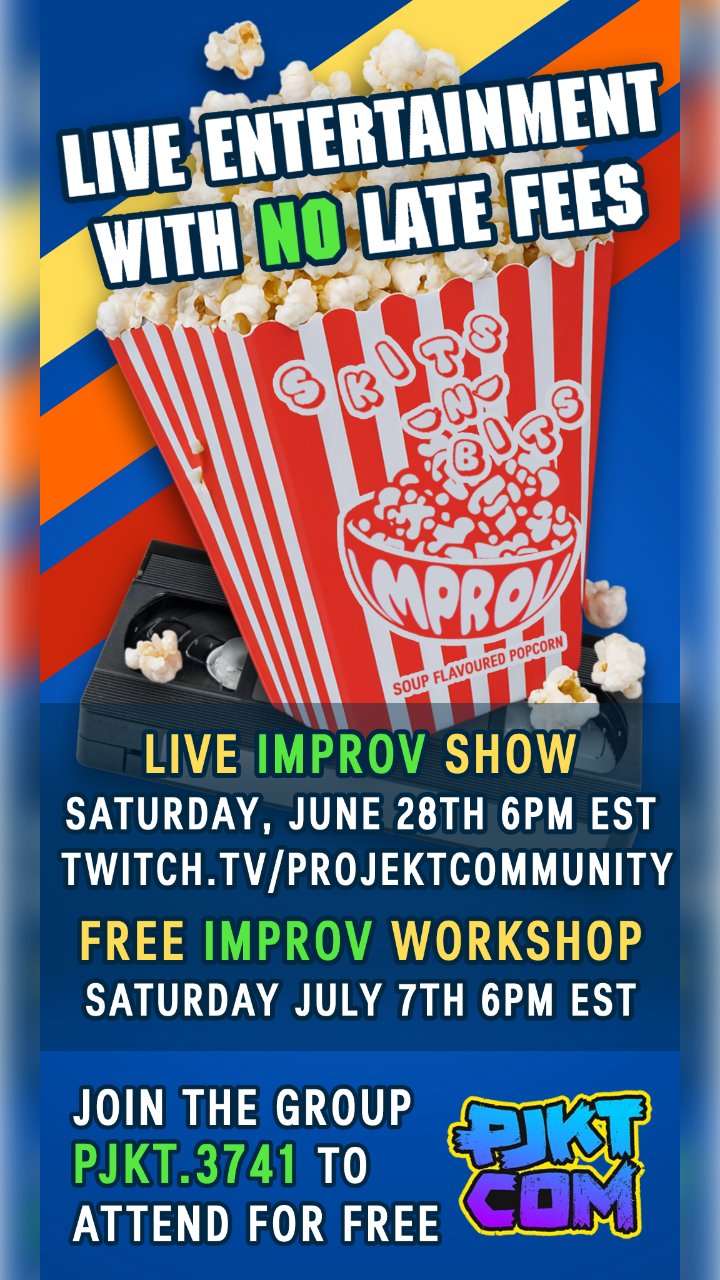 LIVE ENTERTAINMENT
WITH NO LATE FEES
SKITS
-N-
BITS
MPROV
SOUP FLAVOURED POPCORN
LIVE IMPROV SHOW
SATURDAY, JUNE 28TH 6PM EST
TWITCH.TV/PROJEKTCOMMUNITY
FREE IMPROV WORKSHOP
SATURDAY JULY 7TH 6PM EST
JOIN THE GROUP
PJKT.3741 TO
ATTEND FOR FREE
PJKT
COM